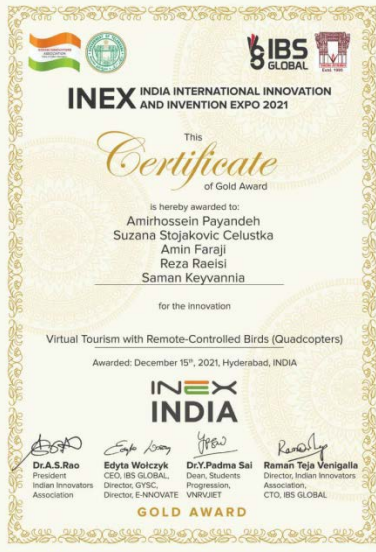 IBS
GLOBAL
Estd. 1995
INEX INDIA INTERNATIONAL INNOVATION
AND INVENTION EXPO 2021
This
Certificate
of Gold Award
is hereby awarded to:
Amirhossein Payandeh
Suzana Stojakovic Celustka
Amin Faraji
Reza Raeisi
Saman Keyvannia
for the innovation
Virtual Tourism with Remote-Controlled Birds (Quadcopters)
Awarded: December 15th, 2021, Hyderabad, INDIA
INEX
INDIA
Dr.A.S.Rao
President
Indian Innovators
Association
Edyta Wołczyk
CEO, IBS GLOBAL,
Director, GYSC,
Director, E-NNOVATE
Dr.Y.Padma Sai
Dean, Students
Progression,
VNRVJIET
Raman Teja Venigalla
Director, Indian Innovators
Association,
CTO, IBS GLOBAL
GOLD AWARD